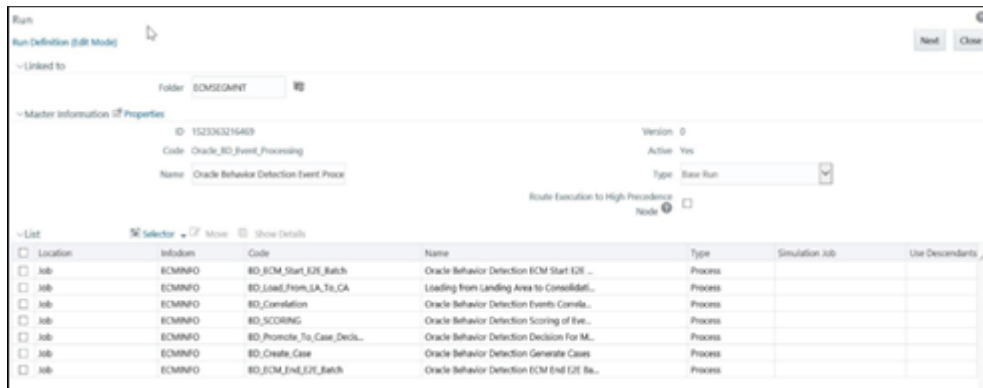 Run
Run Definition (Edit Mode)
Next Close
Linked to
Folder ECMSEGMNT
Master Information Properties
ID 1523363216469 Version 0
Code Oracle_BD_Event_Processing Active Yes
Name Oracle Behavior Detection Event Proce Type Base Run
Route Execution to High Precedence
Node
List Selector Move Show Details
Location Infodom Code Name Type Simulation Job Use Descendants
Job ECMINFO BD_ECM_Start_E2E_Batch Oracle Behavior Detection ECM Start E2E ... Process
Job ECMINFO BD_Load_From_LA_To_CA Loading from Landing Area to Consolidati... Process
Job ECMINFO BD_Correlation Oracle Behavior Detection Events Correla... Process
Job ECMINFO BD_SCORING Oracle Behavior Detection Scoring of Eve... Process
Job ECMINFO BD_Promote_To_Case_Decis... Oracle Behavior Detection Decision For M... Process
Job ECMINFO BD_Create_Case Oracle Behavior Detection Generate Cases Process
Job ECMINFO BD_ECM_End_E2E_Batch Oracle Behavior Detection ECM End E2E Ba... Process